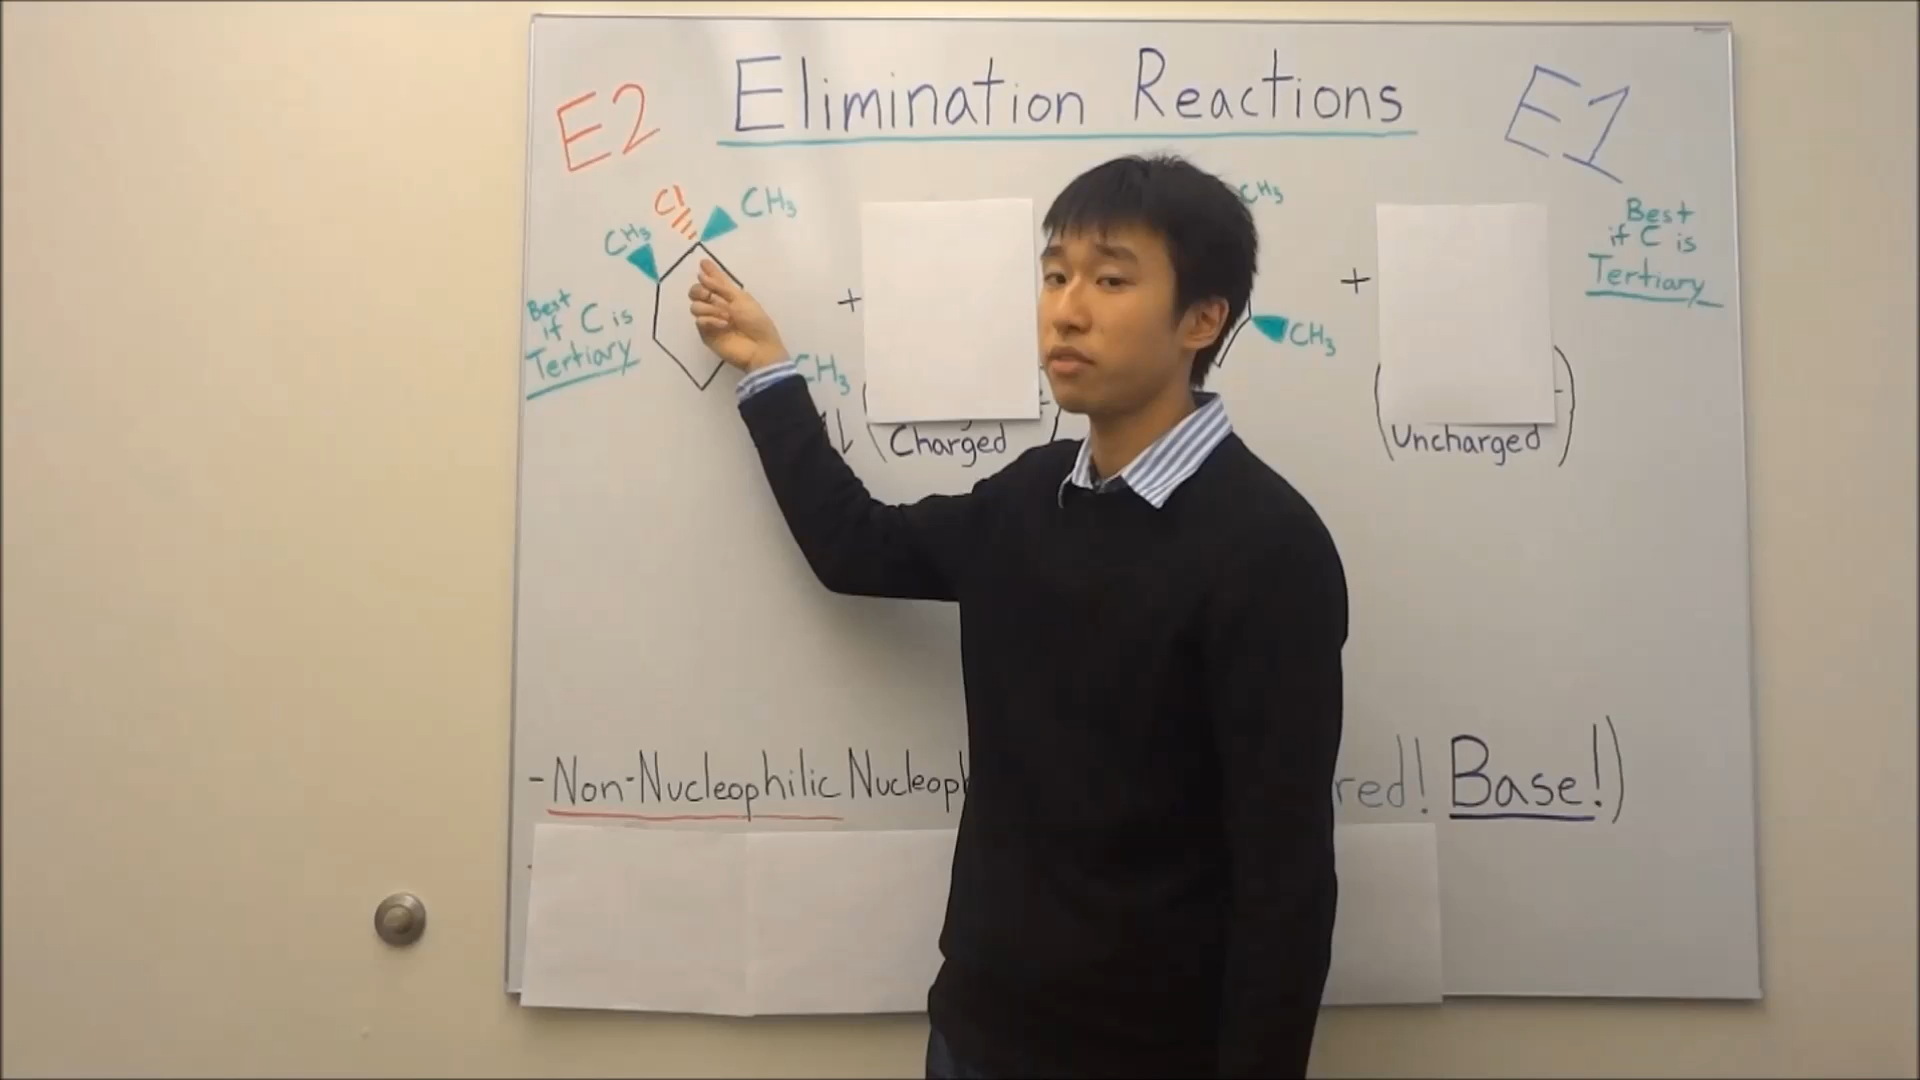 Elimination Reactions
E2
E1
Cl
CH3
CH3
CH3
Best
if C is
Tertiary
+
(Charged
CH3
CH3
+
(Uncharged)
Best
if C is
Tertiary
-Non-Nucleophilic Nucleoph
red! Base!)